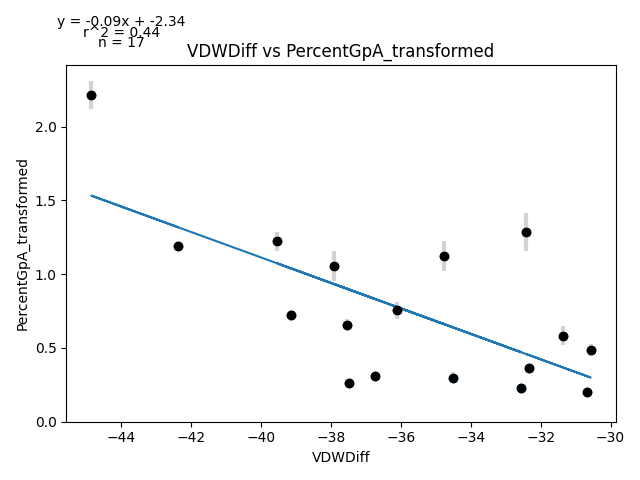 y = -0.09x + -2.34
r^2 = 0.44
n = 17
VDWDiff vs PercentGpA_transformed
PercentGpA_transformed
2.0
1.5
1.0
0.5
0.0
−44
−42
−40
−38
−36
−34
−32
−30
VDWDiff